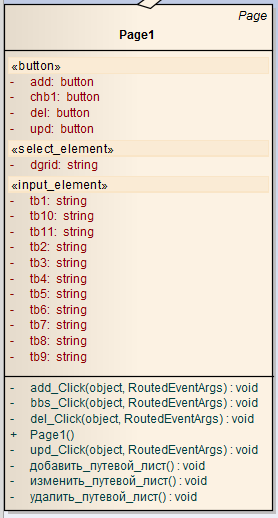 Page
Page1
«button»
- add: button
- chb1: button
- del: button
- upd: button
«select_element»
- dgrid: string
«input_element»
- tb1: string
- tb10: string
- tb11: string
- tb2: string
- tb3: string
- tb4: string
- tb5: string
- tb6: string
- tb7: string
- tb8: string
- tb9: string
- add_Click(object, RoutedEventArgs) : void
- bbs_Click(object, RoutedEventArgs) : void
- del_Click(object, RoutedEventArgs) : void
+ Page1()
- upd_Click(object, RoutedEventArgs) : void
- добавить_путевой_лист() : void
- изменить_путевой_лист() : void
- удалить_путевой_лист() : void